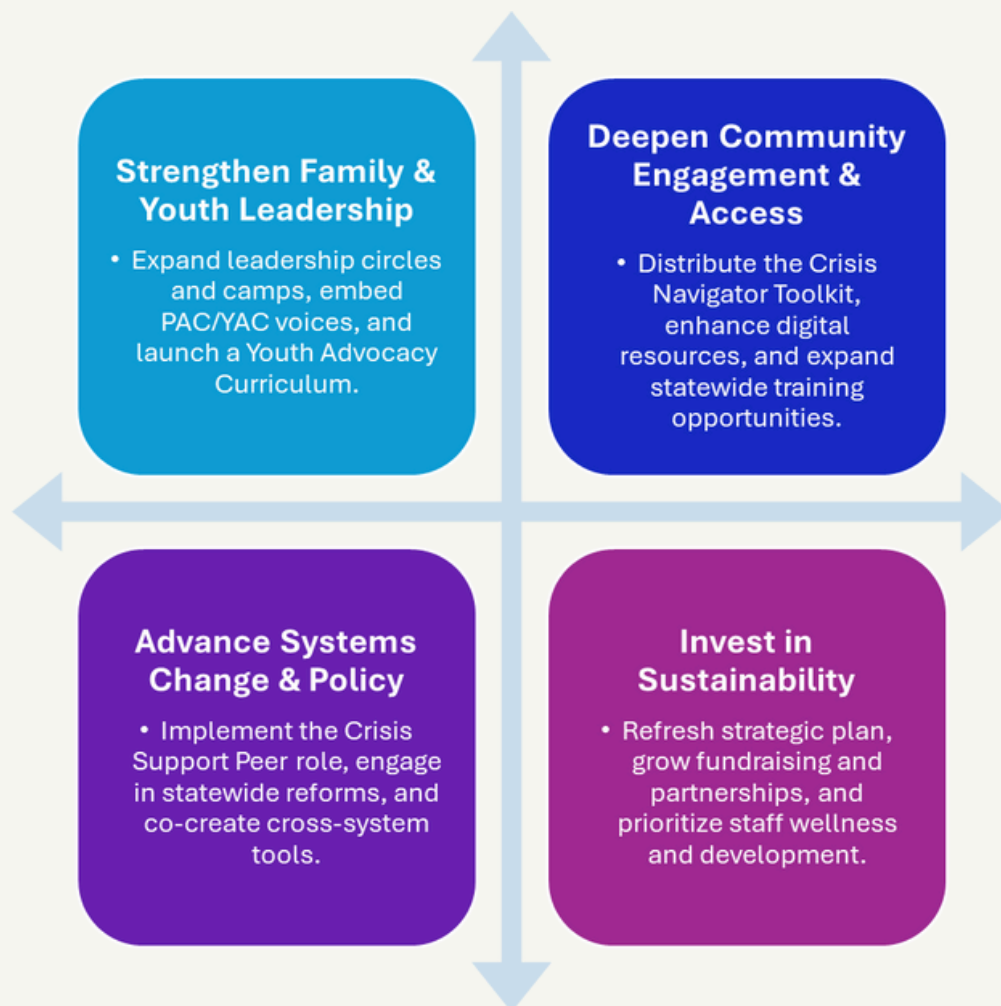 Strengthen Family &
Youth Leadership
• Expand leadership circles
and camps, embed
PAC/YAC voices, and
launch a Youth Advocacy
Curriculum.
Deepen Community
Engagement &
Access
• Distribute the Crisis
Navigator Toolkit,
enhance digital
resources, and expand
statewide training
opportunities.
Advance Systems
Change & Policy
• Implement the Crisis
Support Peer role, engage
in statewide reforms, and
co-create cross-system
tools.
Invest in
Sustainability
• Refresh strategic plan,
grow fundraising and
partnerships, and
prioritize staff wellness
and development.